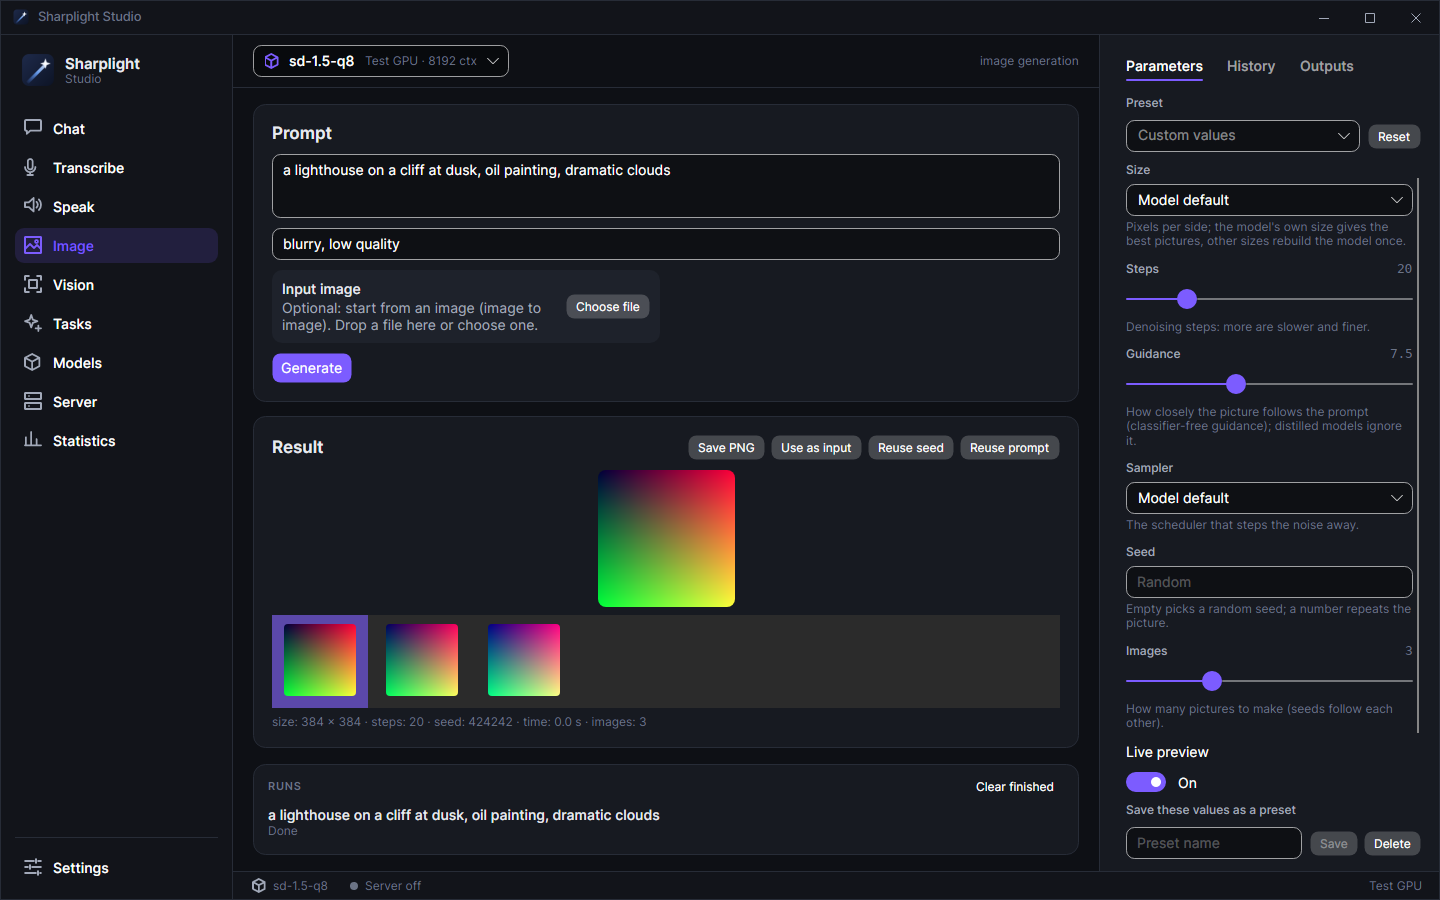 Sharplight Studio
Sharplight
Studio
Chat
Transcribe
Speak
Image
Vision
Tasks
Models
Server
Statistics
Settings
sd-1.5-q8 Test GPU · 8192 ctx
image generation
Prompt
a lighthouse on a cliff at dusk, oil painting, dramatic clouds
blurry, low quality
Input image
Optional: start from an image (image to
image). Drop a file here or choose one.
Choose file
Generate
Result
Save PNG Use as input Reuse seed Reuse prompt
size: 384 × 384 · steps: 20 · seed: 424242 · time: 0.0 s · images: 3
RUNS
Clear finished
a lighthouse on a cliff at dusk, oil painting, dramatic clouds
Done
Parameters History Outputs
Preset
Custom values Reset
Size
Model default
Pixels per side; the model's own size gives the
best pictures, other sizes rebuild the model once.
Steps 20
Denoising steps: more are slower and finer.
Guidance 7.5
How closely the picture follows the prompt
(classifier-free guidance); distilled models ignore
it.
Sampler
Model default
The scheduler that steps the noise away.
Seed
Random
Empty picks a random seed; a number repeats the
picture.
Images 3
How many pictures to make (seeds follow each
other).
Live preview
On
Save these values as a preset
Preset name Save Delete
sd-1.5-q8 Server off Test GPU